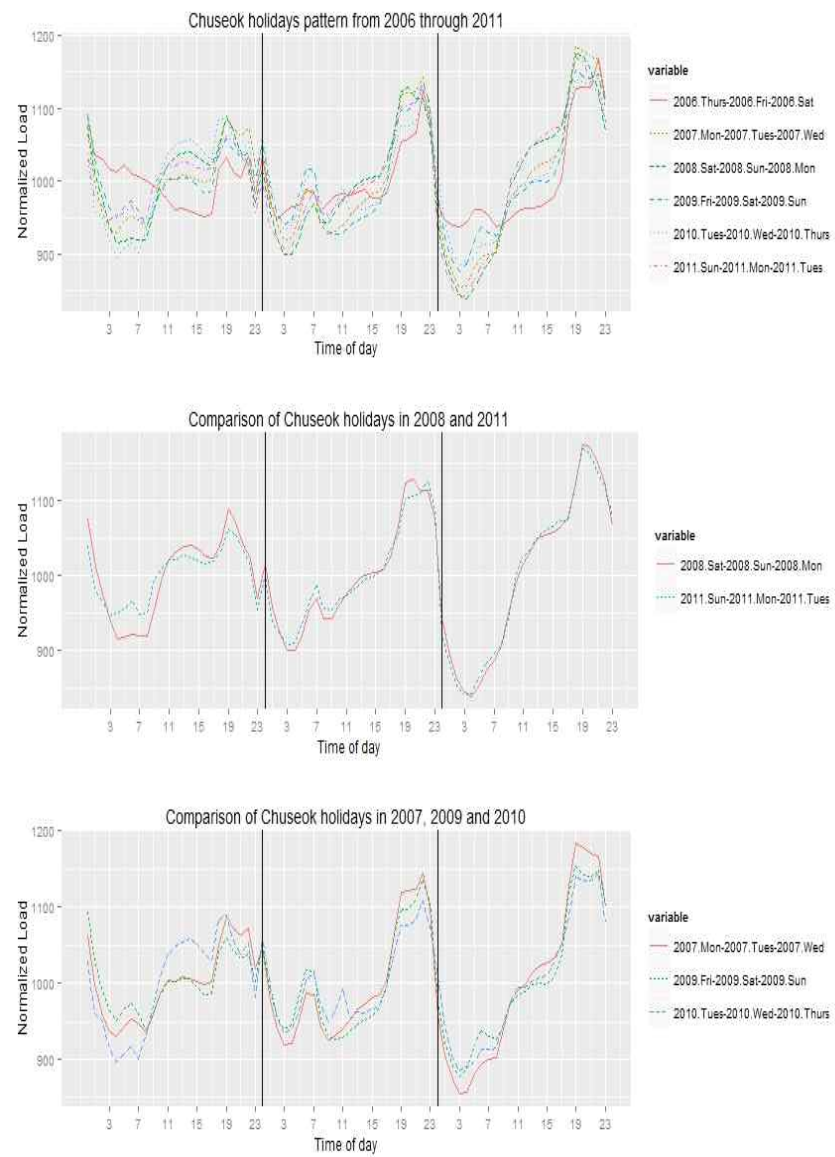 Chuseok holidays pattern from 2006 through 2011
1200
1100
1000
900
Normalized Load
3 7 11 15 19 23 3 7 11 15 19 23 3 7 11 15 19 23
Time of day
variable
2006.Thurs-2006.Fri-2006.Sat
2007.Mon-2007.Tues-2007.Wed
2008.Sat-2008.Sun-2008.Mon
2009.Fri-2009.Sat-2009.Sun
2010.Tues-2010.Wed-2010.Thurs
2011.Sun-2011.Mon-2011.Tues
Comparison of Chuseok holidays in 2008 and 2011
1100
1000
900
Normalized Load
3 7 11 15 19 23 3 7 11 15 19 23 3 7 11 15 19 23
Time of day
variable
2008.Sat-2008.Sun-2008.Mon
2011.Sun-2011.Mon-2011.Tues
Comparison of Chuseok holidays in 2007, 2009 and 2010
1200
1100
1000
900
Normalized Load
3 7 11 15 19 23 3 7 11 15 19 23 3 7 11 15 19 23
Time of day
variable
2007.Mon-2007.Tues-2007.Wed
2009.Fri-2009.Sat-2009.Sun
2010.Tues-2010.Wed-2010.Thurs